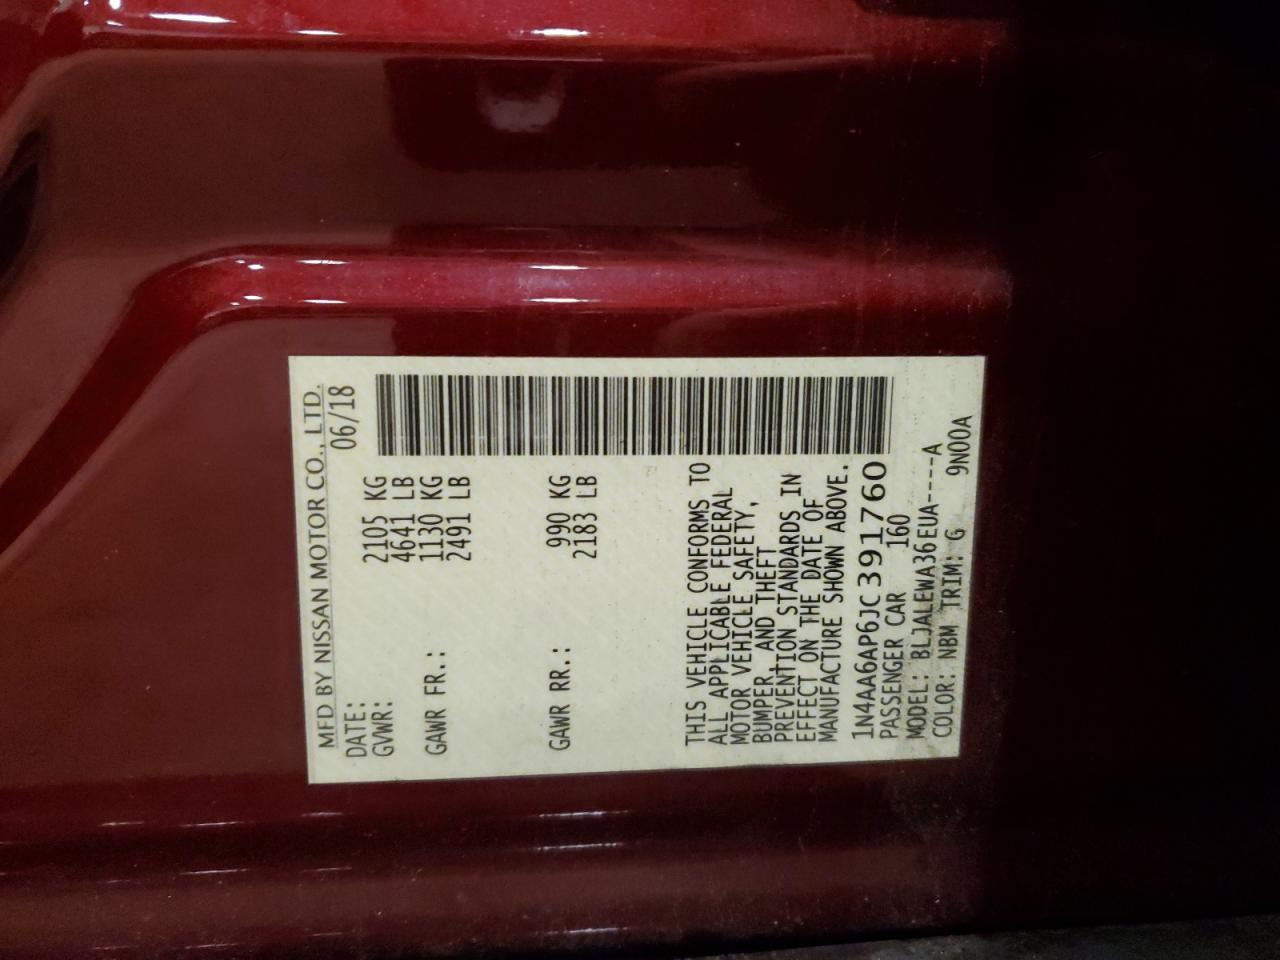 MFD BY NISSAN MOTOR CO., LTD.
DATE: 06/18
GVWR: 2105 KG
4641 LB
GAWR FR.: 1130 KG
2491 LB
GAWR RR.: 990 KG
2183 LB
THIS VEHICLE CONFORMS TO
ALL APPLICABLE FEDERAL
MOTOR VEHICLE SAFETY,
BUMPER, AND THEFT
PREVENTION STANDARDS IN
EFFECT ON THE DATE OF
MANUFACTURE SHOWN ABOVE.
1N4AA6AP6JC391760
PASSENGER CAR 160
MODEL: BLJALEWA36EUA-----A
COLOR: NBM TRIM: G 9N00A